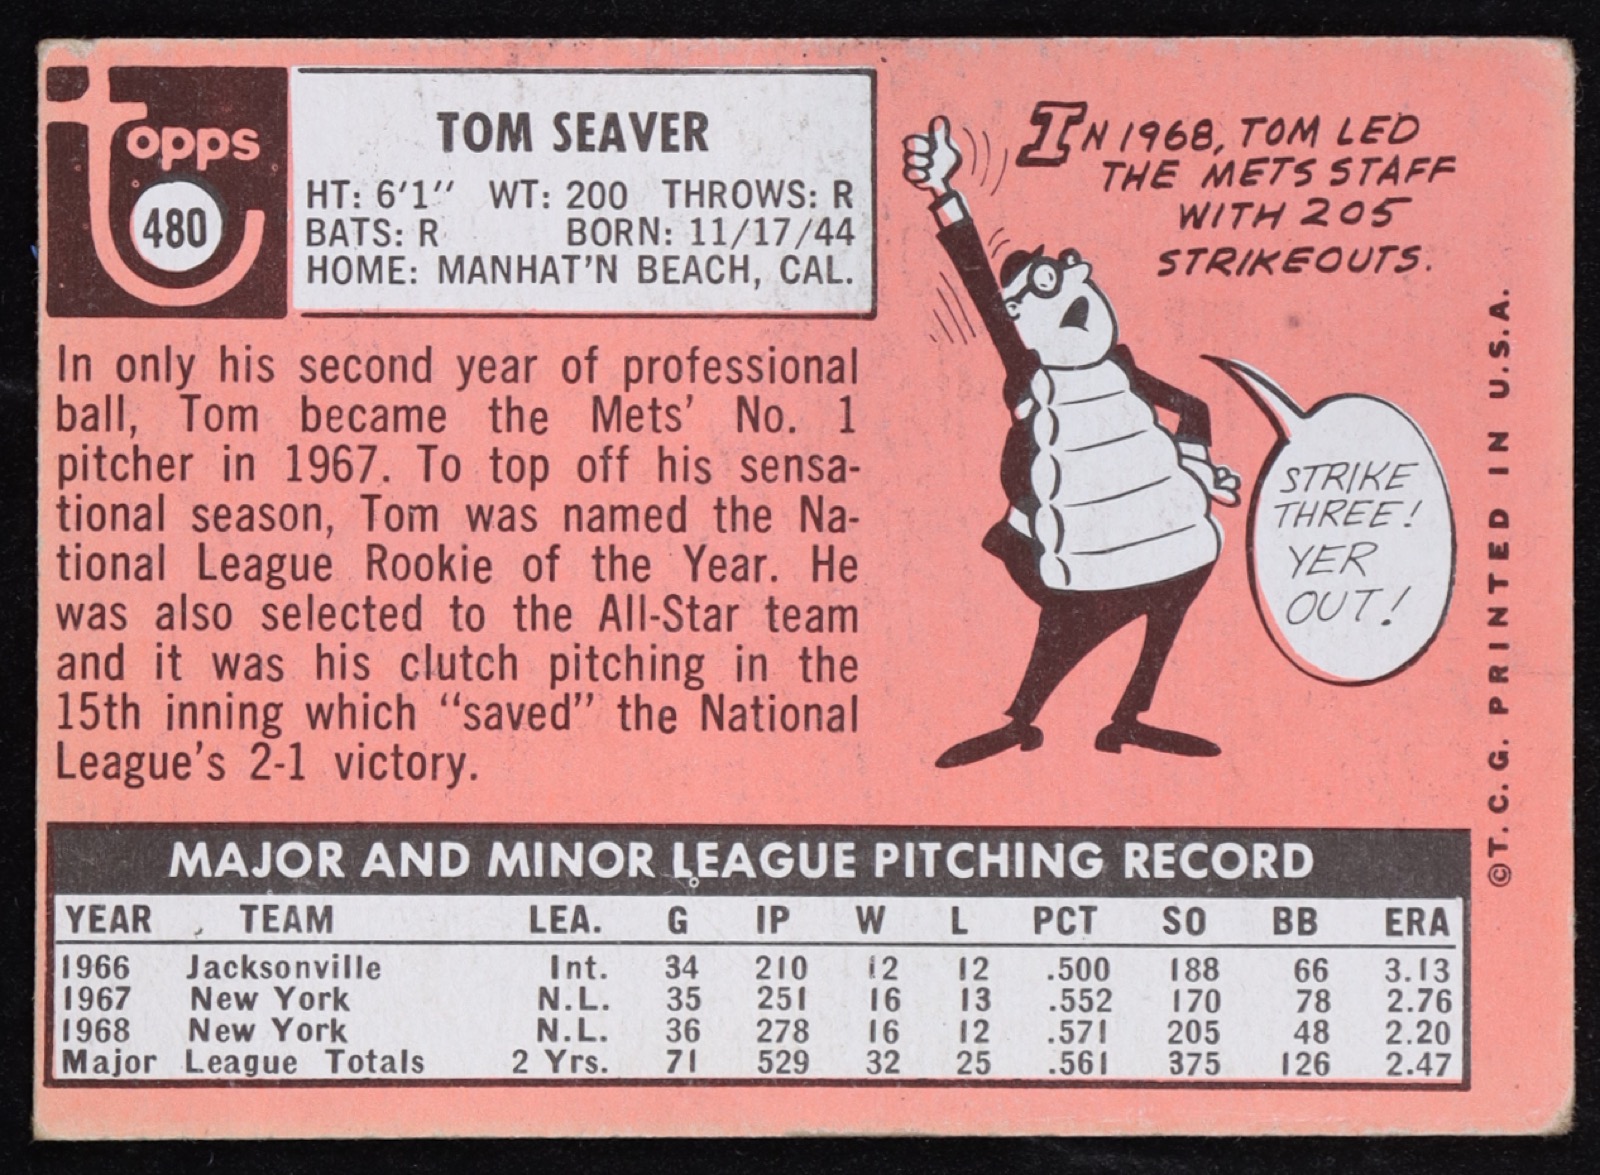 Topps
480
TOM SEAVER
HT: 6'1" WT: 200 THROWS: R
BATS: R BORN: 11/17/44
HOME: MANHAT'N BEACH, CAL.
In only his second year of professional
ball, Tom became the Mets' No. 1
pitcher in 1967. To top off his sensa-
tional season, Tom was named the Na-
tional League Rookie of the Year. He
was also selected to the All-Star team
and it was his clutch pitching in the
15th inning which "saved" the National
League's 2-1 victory.
IN 1968, TOM LED
THE METS STAFF
WITH 205
STRIKEOUTS.
STRIKE
THREE!
YER
OUT!
©T.C.G. PRINTED IN U.S.A.
MAJOR AND MINOR LEAGUE PITCHING RECORD
YEAR TEAM LEA. G IP W L PCT SO BB ERA
1966 Jacksonville Int. 34 210 12 12 .500 188 66 3.13
1967 New York N.L. 35 251 16 13 .552 170 78 2.76
1968 New York N.L. 36 278 16 12 .571 205 48 2.20
Major League Totals 2 Yrs. 71 529 32 25 .561 375 126 2.47